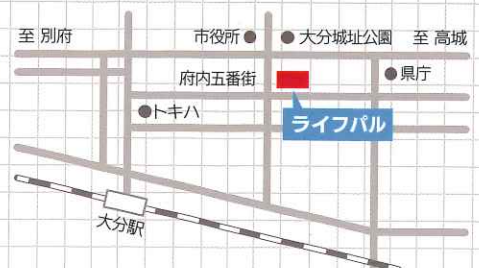 至 別府
市役所
大分城址公園
至 高城
府内五番街
県庁
トキハ
ライフパル
大分駅